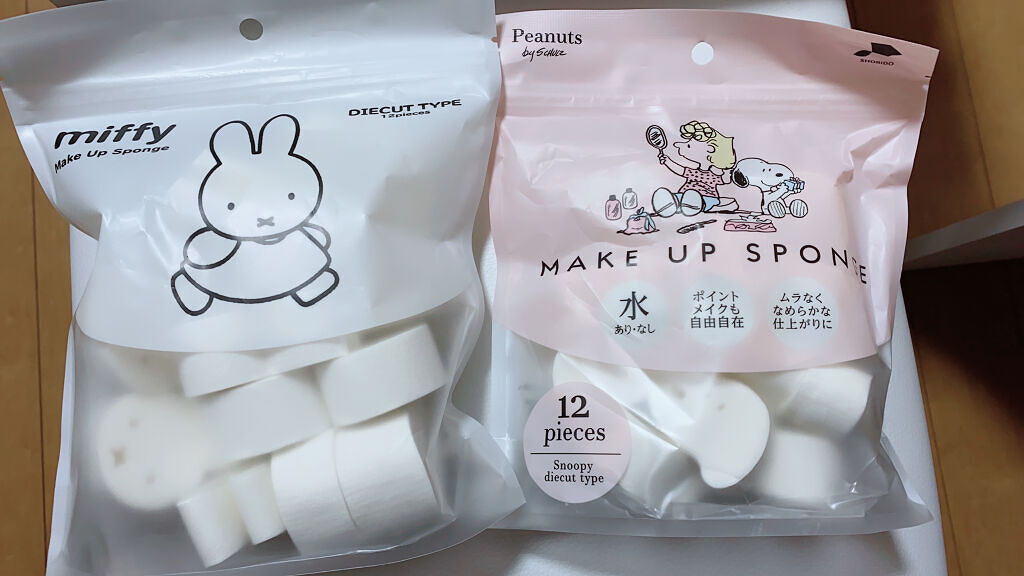 miffy
Make Up Sponge
DIECUT TYPE
12pieces
Peanuts
by SCHULZ
SHOBIDO
MAKE UP SPONGE
水
あり・なし
ポイント
メイクも
自由自在
ムラなく
なめらかな
仕上がりに
12
pieces
Snoopy
diecut type